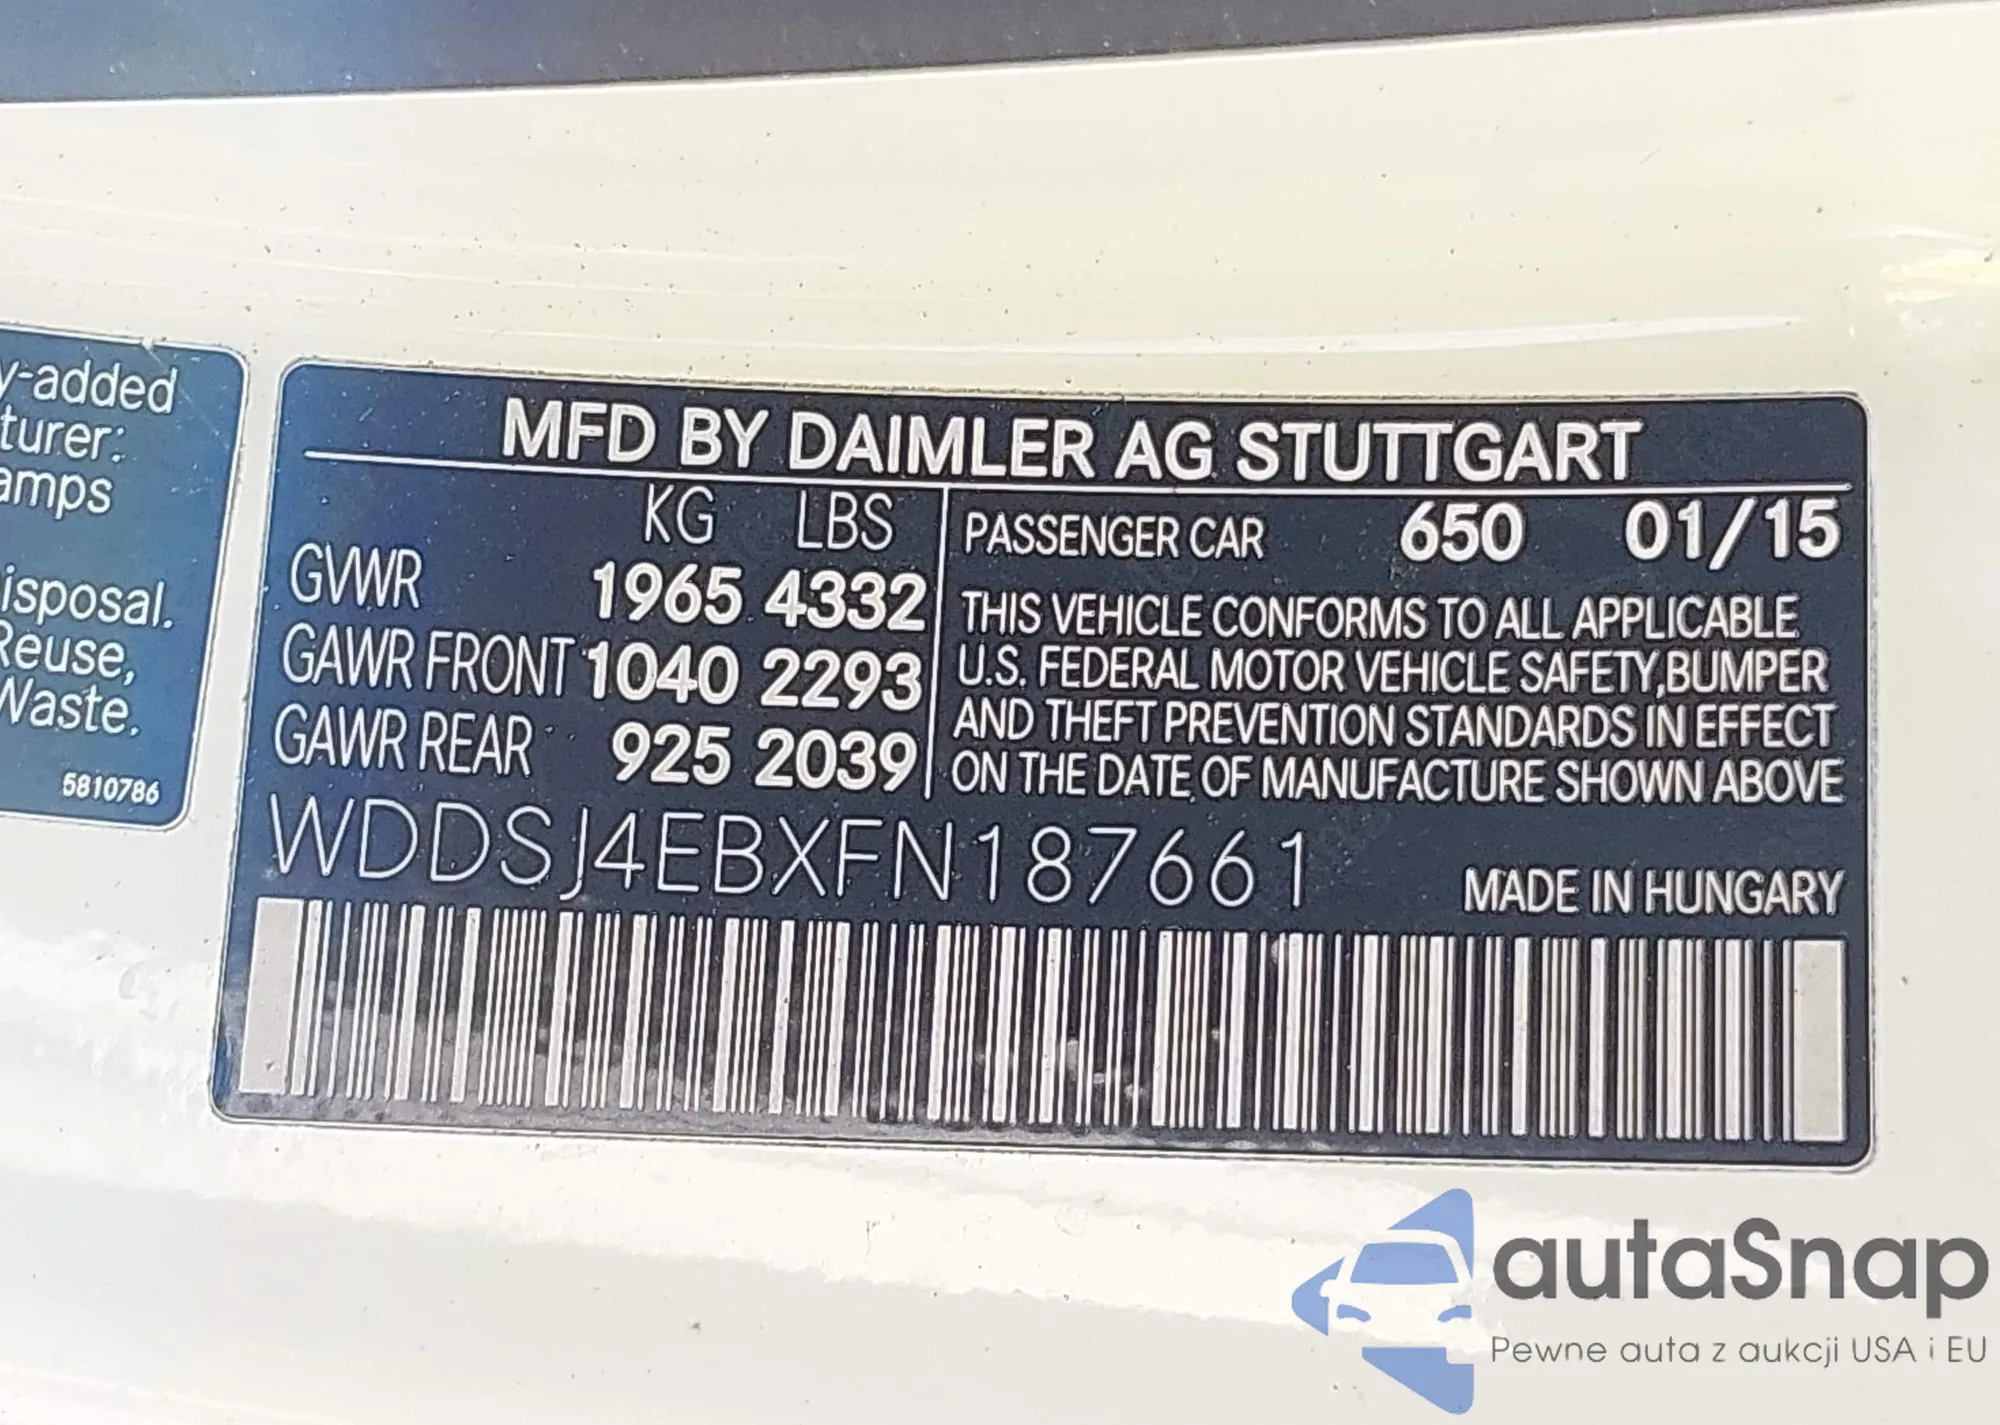 y-added
turer:
amps
isposal.
Reuse,
Waste.
5810786
MFD BY DAIMLER AG STUTTGART
KG LBS
GVWR 1965 4332
GAWR FRONT 1040 2293
GAWR REAR 925 2039
PASSENGER CAR 650 01/15
THIS VEHICLE CONFORMS TO ALL APPLICABLE
U.S. FEDERAL MOTOR VEHICLE SAFETY,BUMPER
AND THEFT PREVENTION STANDARDS IN EFFECT
ON THE DATE OF MANUFACTURE SHOWN ABOVE
WDDSJ4EBXFN187661
MADE IN HUNGARY
autaSnap
Pewne auta z aukcji USA i EU